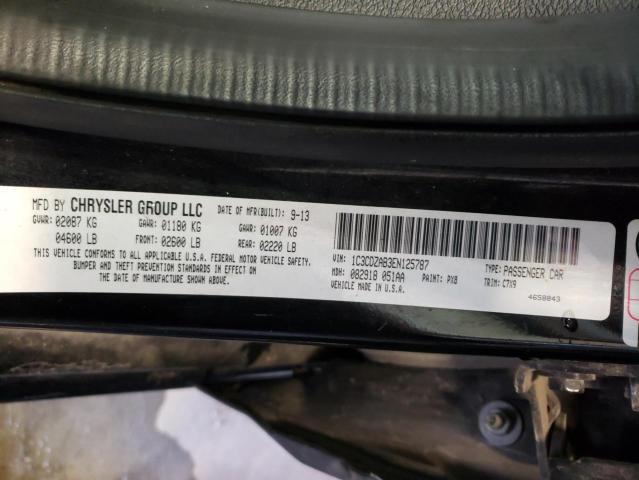 MFD BY CHRYSLER GROUP LLC DATE OF MFR(BUILT): 9-13
GVWR: 02087 KG GAWR: 01180 KG GAWR: 01007 KG
04600 LB FRONT: 02600 LB REAR: 02220 LB
THIS VEHICLE CONFORMS TO ALL APPLICABLE U.S.A. FEDERAL MOTOR VEHICLE SAFETY,
BUMPER AND THEFT PREVENTION STANDARDS IN EFFECT ON
THE DATE OF MANUFACTURE SHOWN ABOVE.
VIN: 1C3CDZAB3EN125787 TYPE: PASSENGER CAR
MDH: 082918 051AA PAINT: PX8 TRIM: C7X9
VEHICLE MADE IN U.S.A. 4658843